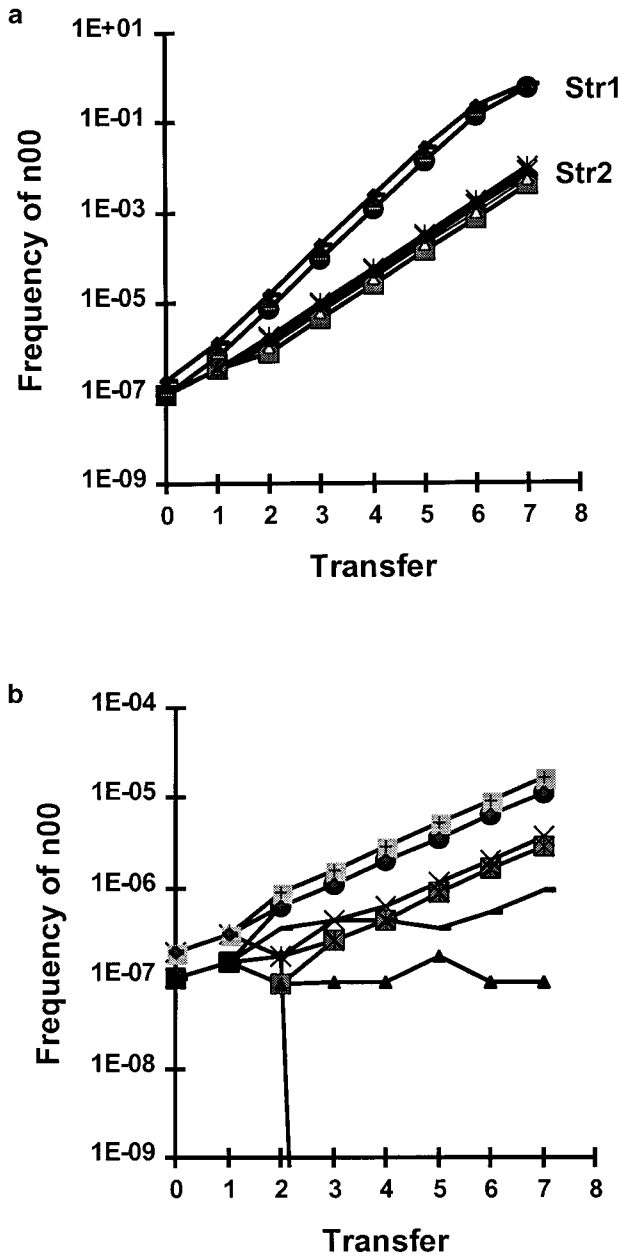 a
1E+01
1E-01
1E-03
1E-05
1E-07
1E-09
Frequency of n00
Str1
Str2
0 1 2 3 4 5 6 7 8
Transfer
b
1E-04
1E-05
1E-06
1E-07
1E-08
1E-09
Frequency of n00
0 1 2 3 4 5 6 7 8
Transfer